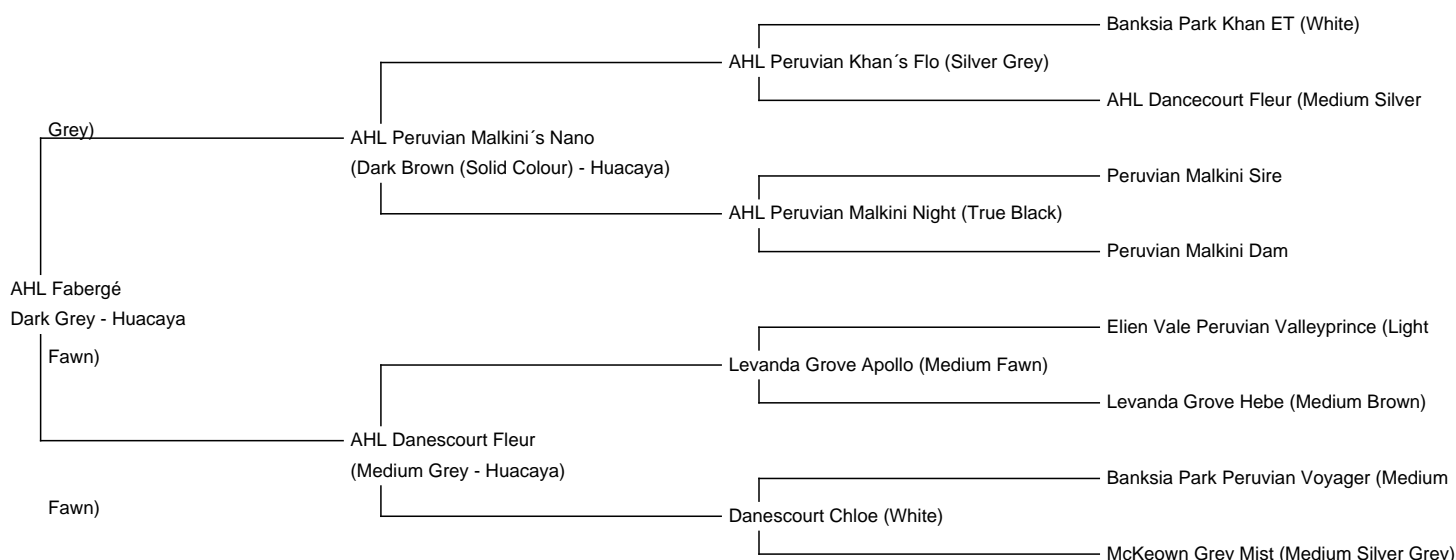 Banksia Park Khan ET (White)
AHL Peruvian Khan´s Flo (Silver Grey)
AHL Dancecourt Fleur (Medium Silver
Grey)
AHL Peruvian Malkini´s Nano
(Dark Brown (Solid Colour) - Huacaya)
Peruvian Malkini Sire
AHL Peruvian Malkini Night (True Black)
Peruvian Malkini Dam
AHL Fabergé
Dark Grey - Huacaya
Elien Vale Peruvian Valleyprince (Light
Fawn)
Levanda Grove Apollo (Medium Fawn)
Levanda Grove Hebe (Medium Brown)
AHL Danescourt Fleur
(Medium Grey - Huacaya)
Banksia Park Peruvian Voyager (Medium
Fawn)
Danescourt Chloe (White)
McKeown Grey Mist (Medium Silver Grey)